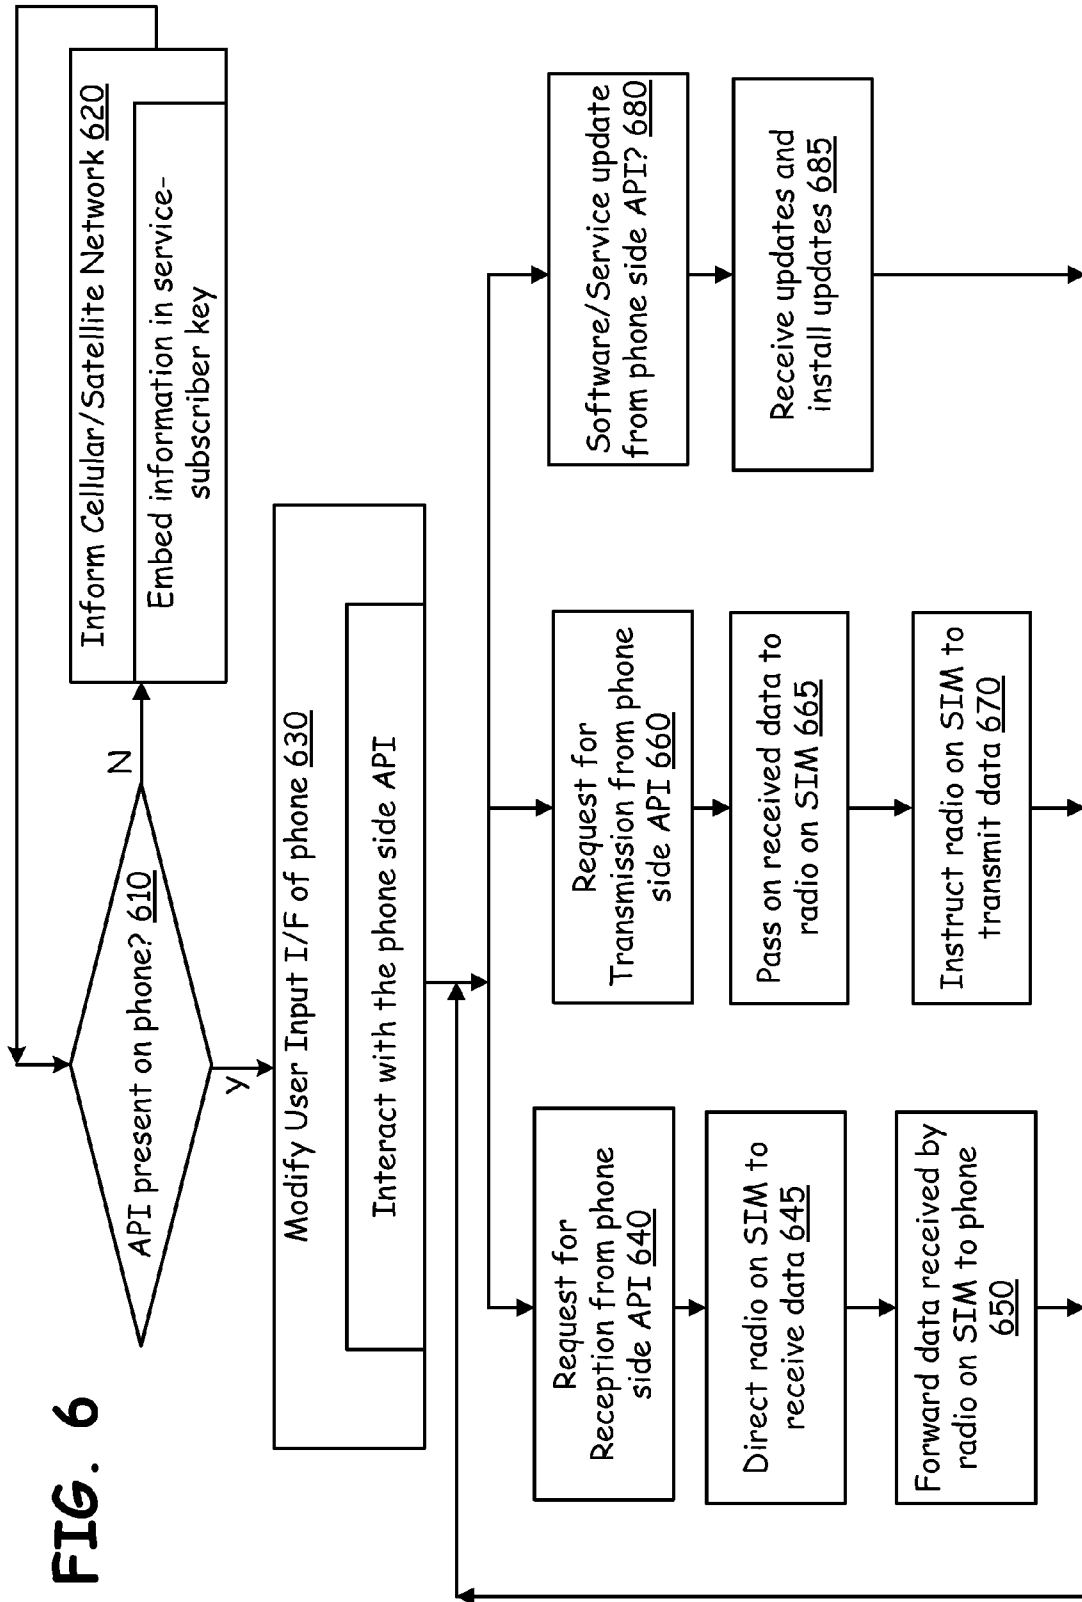 FIG. 6
API present on phone? 610
N
y
Inform Cellular/Satellite Network 620
Embed information in service-
subscriber key
Modify User Input I/F of phone 630
Interact with the phone side API
Request for
Reception from phone
side API 640
Direct radio on SIM to
receive data 645
Forward data received by
radio on SIM to phone
650
Request for
Transmission from phone
side API 660
Pass on received data to
radio on SIM 665
Instruct radio on SIM to
transmit data 670
Software/Service update
from phone side API? 680
Receive updates and
install updates 685